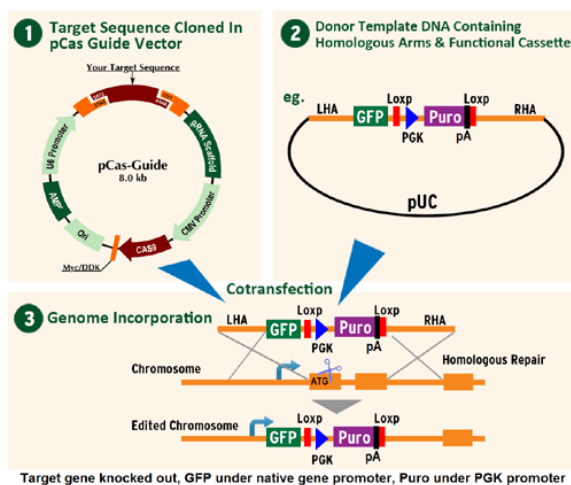 1 Target Sequence Cloned In
pCas Guide Vector
Your Target Sequence
U6 Promoter
gRNA Scaffold
pCas-Guide
8.0 kb
AMP
CMV Promoter
Ori
CAS9
Myc/DDK
2 Donor Template DNA Containing
Homologous Arms & Functional Cassette
eg.
Loxp Loxp
LHA GFP Puro RHA
PGK pA
pUC
Cotransfection
3 Genome Incorporation
LHA Loxp Loxp RHA
GFP Puro
PGK pA
Homologous Repair
Chromosome
ATG
Edited Chromosome
Loxp Loxp
GFP Puro
PGK pA
Target gene knocked out, GFP under native gene promoter, Puro under PGK promoter